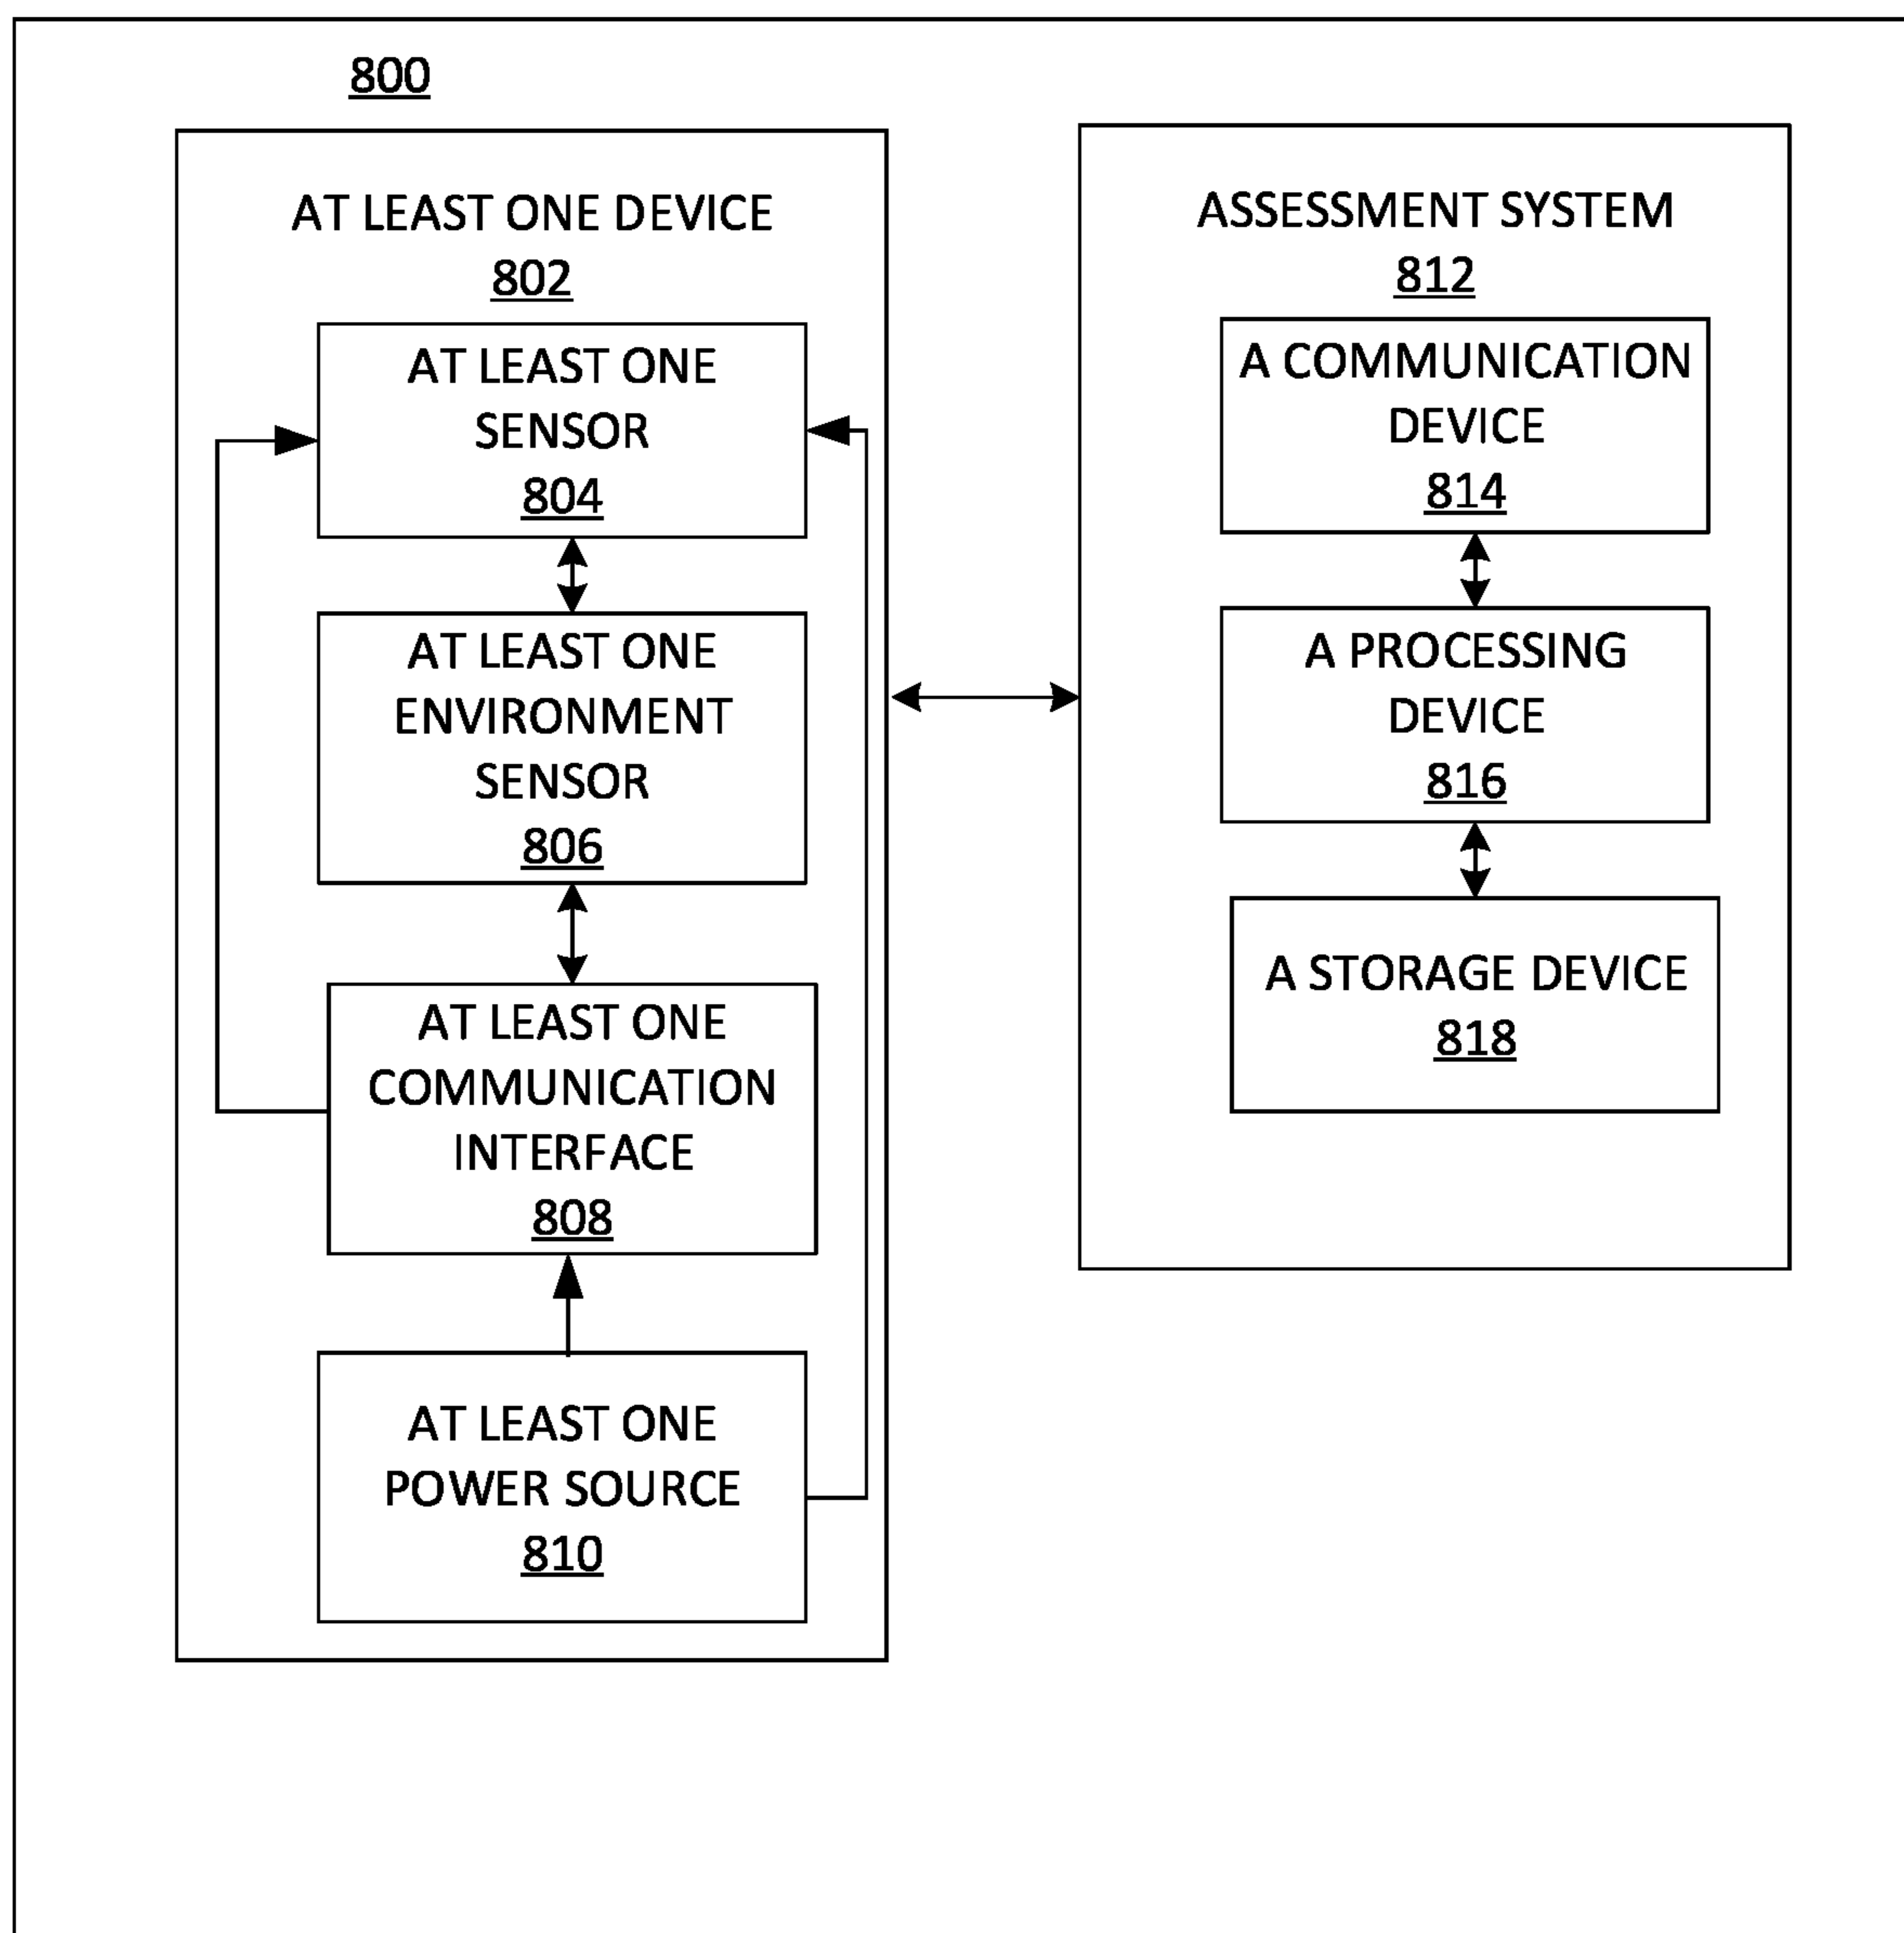 800
AT LEAST ONE DEVICE
802
AT LEAST ONE
SENSOR
804
AT LEAST ONE
ENVIRONMENT
SENSOR
806
AT LEAST ONE
COMMUNICATION
INTERFACE
808
AT LEAST ONE
POWER SOURCE
810
ASSESSMENT SYSTEM
812
A COMMUNICATION
DEVICE
814
A PROCESSING
DEVICE
816
A STORAGE DEVICE
818